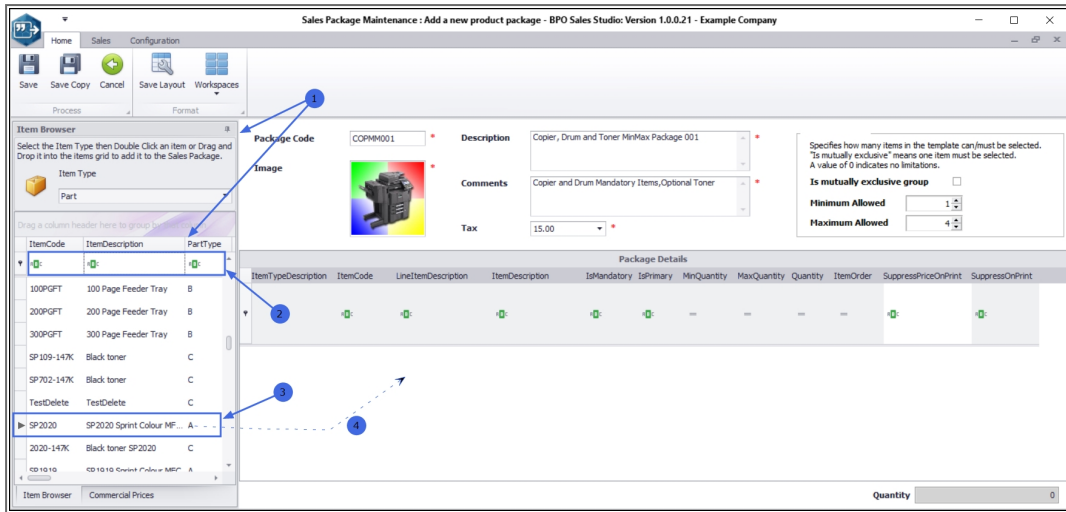 Sales Package Maintenance : Add a new product package - BPO Sales Studio: Version 1.0.0.21 - Example Company
Home Sales Configuration
Save Save Copy Cancel Save Layout Workspaces
Process Format
1
Item Browser
Select the Item Type then Double Click an item or Drag and
Drop it into the items grid to add it to the Sales Package.
Item Type
Part
Drag a column header here to group
ItemCode ItemDescription PartType
100PGFT 100 Page Feeder Tray B
200PGFT 200 Page Feeder Tray B
300PGFT 300 Page Feeder Tray B
SP109-147K Black toner C
SP702-147K Black toner C
TestDelete TestDelete C
SP2020 SP2020 Sprint Colour MF... A
2020-147K Black toner SP2020 C
SP1919 SP1919 Sprint Colour MFC A
Item Browser Commercial Prices
Package Code COPMM001 *
Image
*
Description Copier, Drum and Toner MinMax Package 001 *
Comments Copier and Drum Mandatory Items,Optional Toner *
Tax 15.00 *
Specifies how many items in the template can/must be selected.
"Is mutually exclusive" means one item must be selected.
A value of 0 indicates no limitations.
Is mutually exclusive group
Minimum Allowed 1
Maximum Allowed 4
Package Details
ItemTypeDescription ItemCode LineItemDescription ItemDescription IsMandatory IsPrimary MinQuantity MaxQuantity Quantity ItemOrder SuppressPriceOnPrint SuppressOnPrint
2
= = = =
3
4
Quantity 0